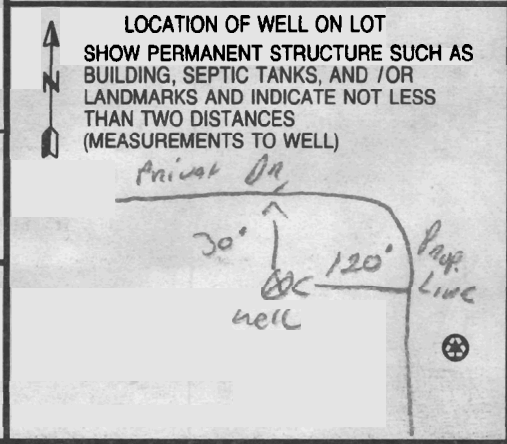 LOCATION OF WELL ON LOT
SHOW PERMANENT STRUCTURE SUCH AS
BUILDING, SEPTIC TANKS, AND / OR
LANDMARKS AND INDICATE NOT LESS
THAN TWO DISTANCES
(MEASUREMENTS TO WELL)
N
Privat Dr
30'
120'
Prop.
Line
well